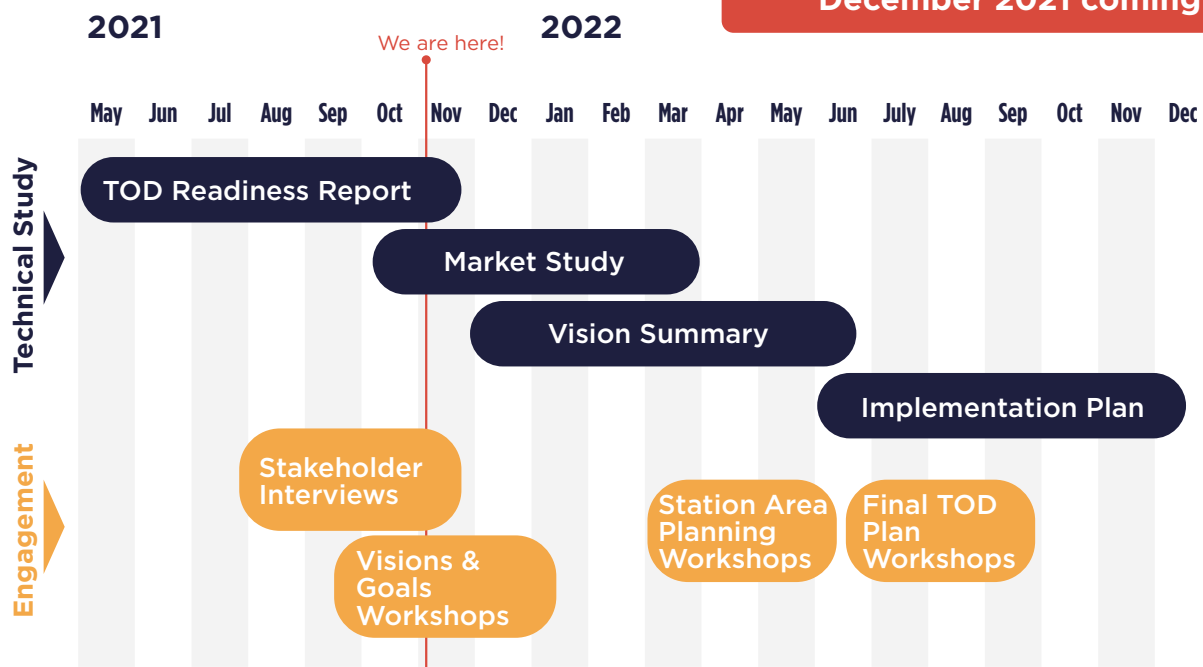 December 2021 coming
2021
2022
We are here!
May Jun Jul Aug Sep Oct Nov Dec Jan Feb Mar Apr May Jun July Aug Sep Oct Nov Dec
Technical Study
TOD Readiness Report
Market Study
Vision Summary
Implementation Plan
Engagement
Stakeholder
Interviews
Visions &
Goals
Workshops
Station Area
Planning
Workshops
Final TOD
Plan
Workshops